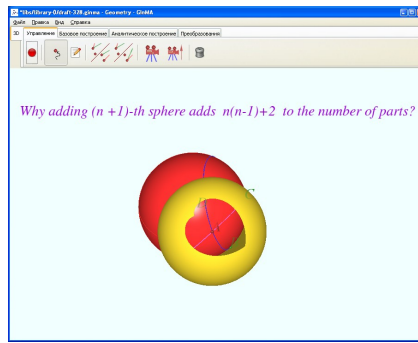 *libs/library-0/draft-328.ginma - Geometry - GInMA
Файл Правка Вид Справка
3D Управление Базовое построение Аналитическое построение Преобразования
Why adding (n +1)-th sphere adds n(n-1)+2 to the number of parts?